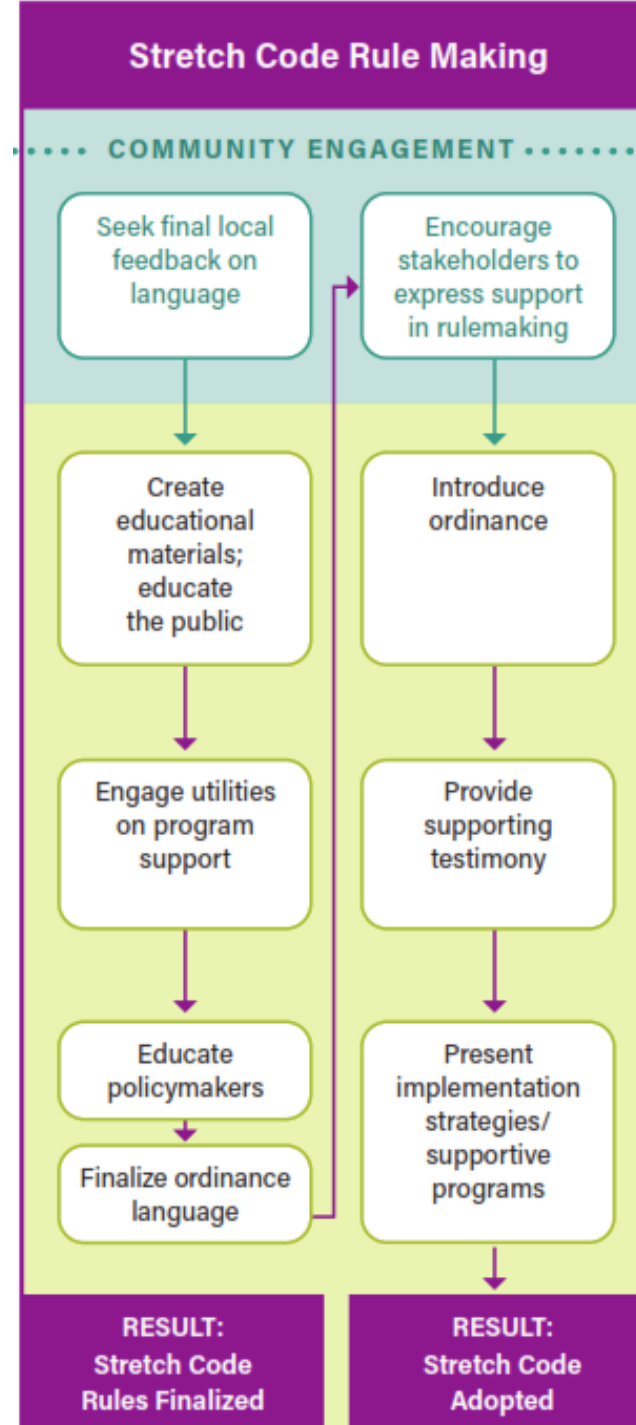 Stretch Code Rule Making
COMMUNITY ENGAGEMENT
Seek final local
feedback on
language
Create
educational
materials;
educate
the public
Engage utilities
on program
support
Educate
policymakers
Finalize ordinance
language
RESULT:
Stretch Code
Rules Finalized
Encourage
stakeholders to
express support
in rulemaking
Introduce
ordinance
Provide
supporting
testimony
Present
implementation
strategies/
supportive
programs
RESULT:
Stretch Code
Adopted